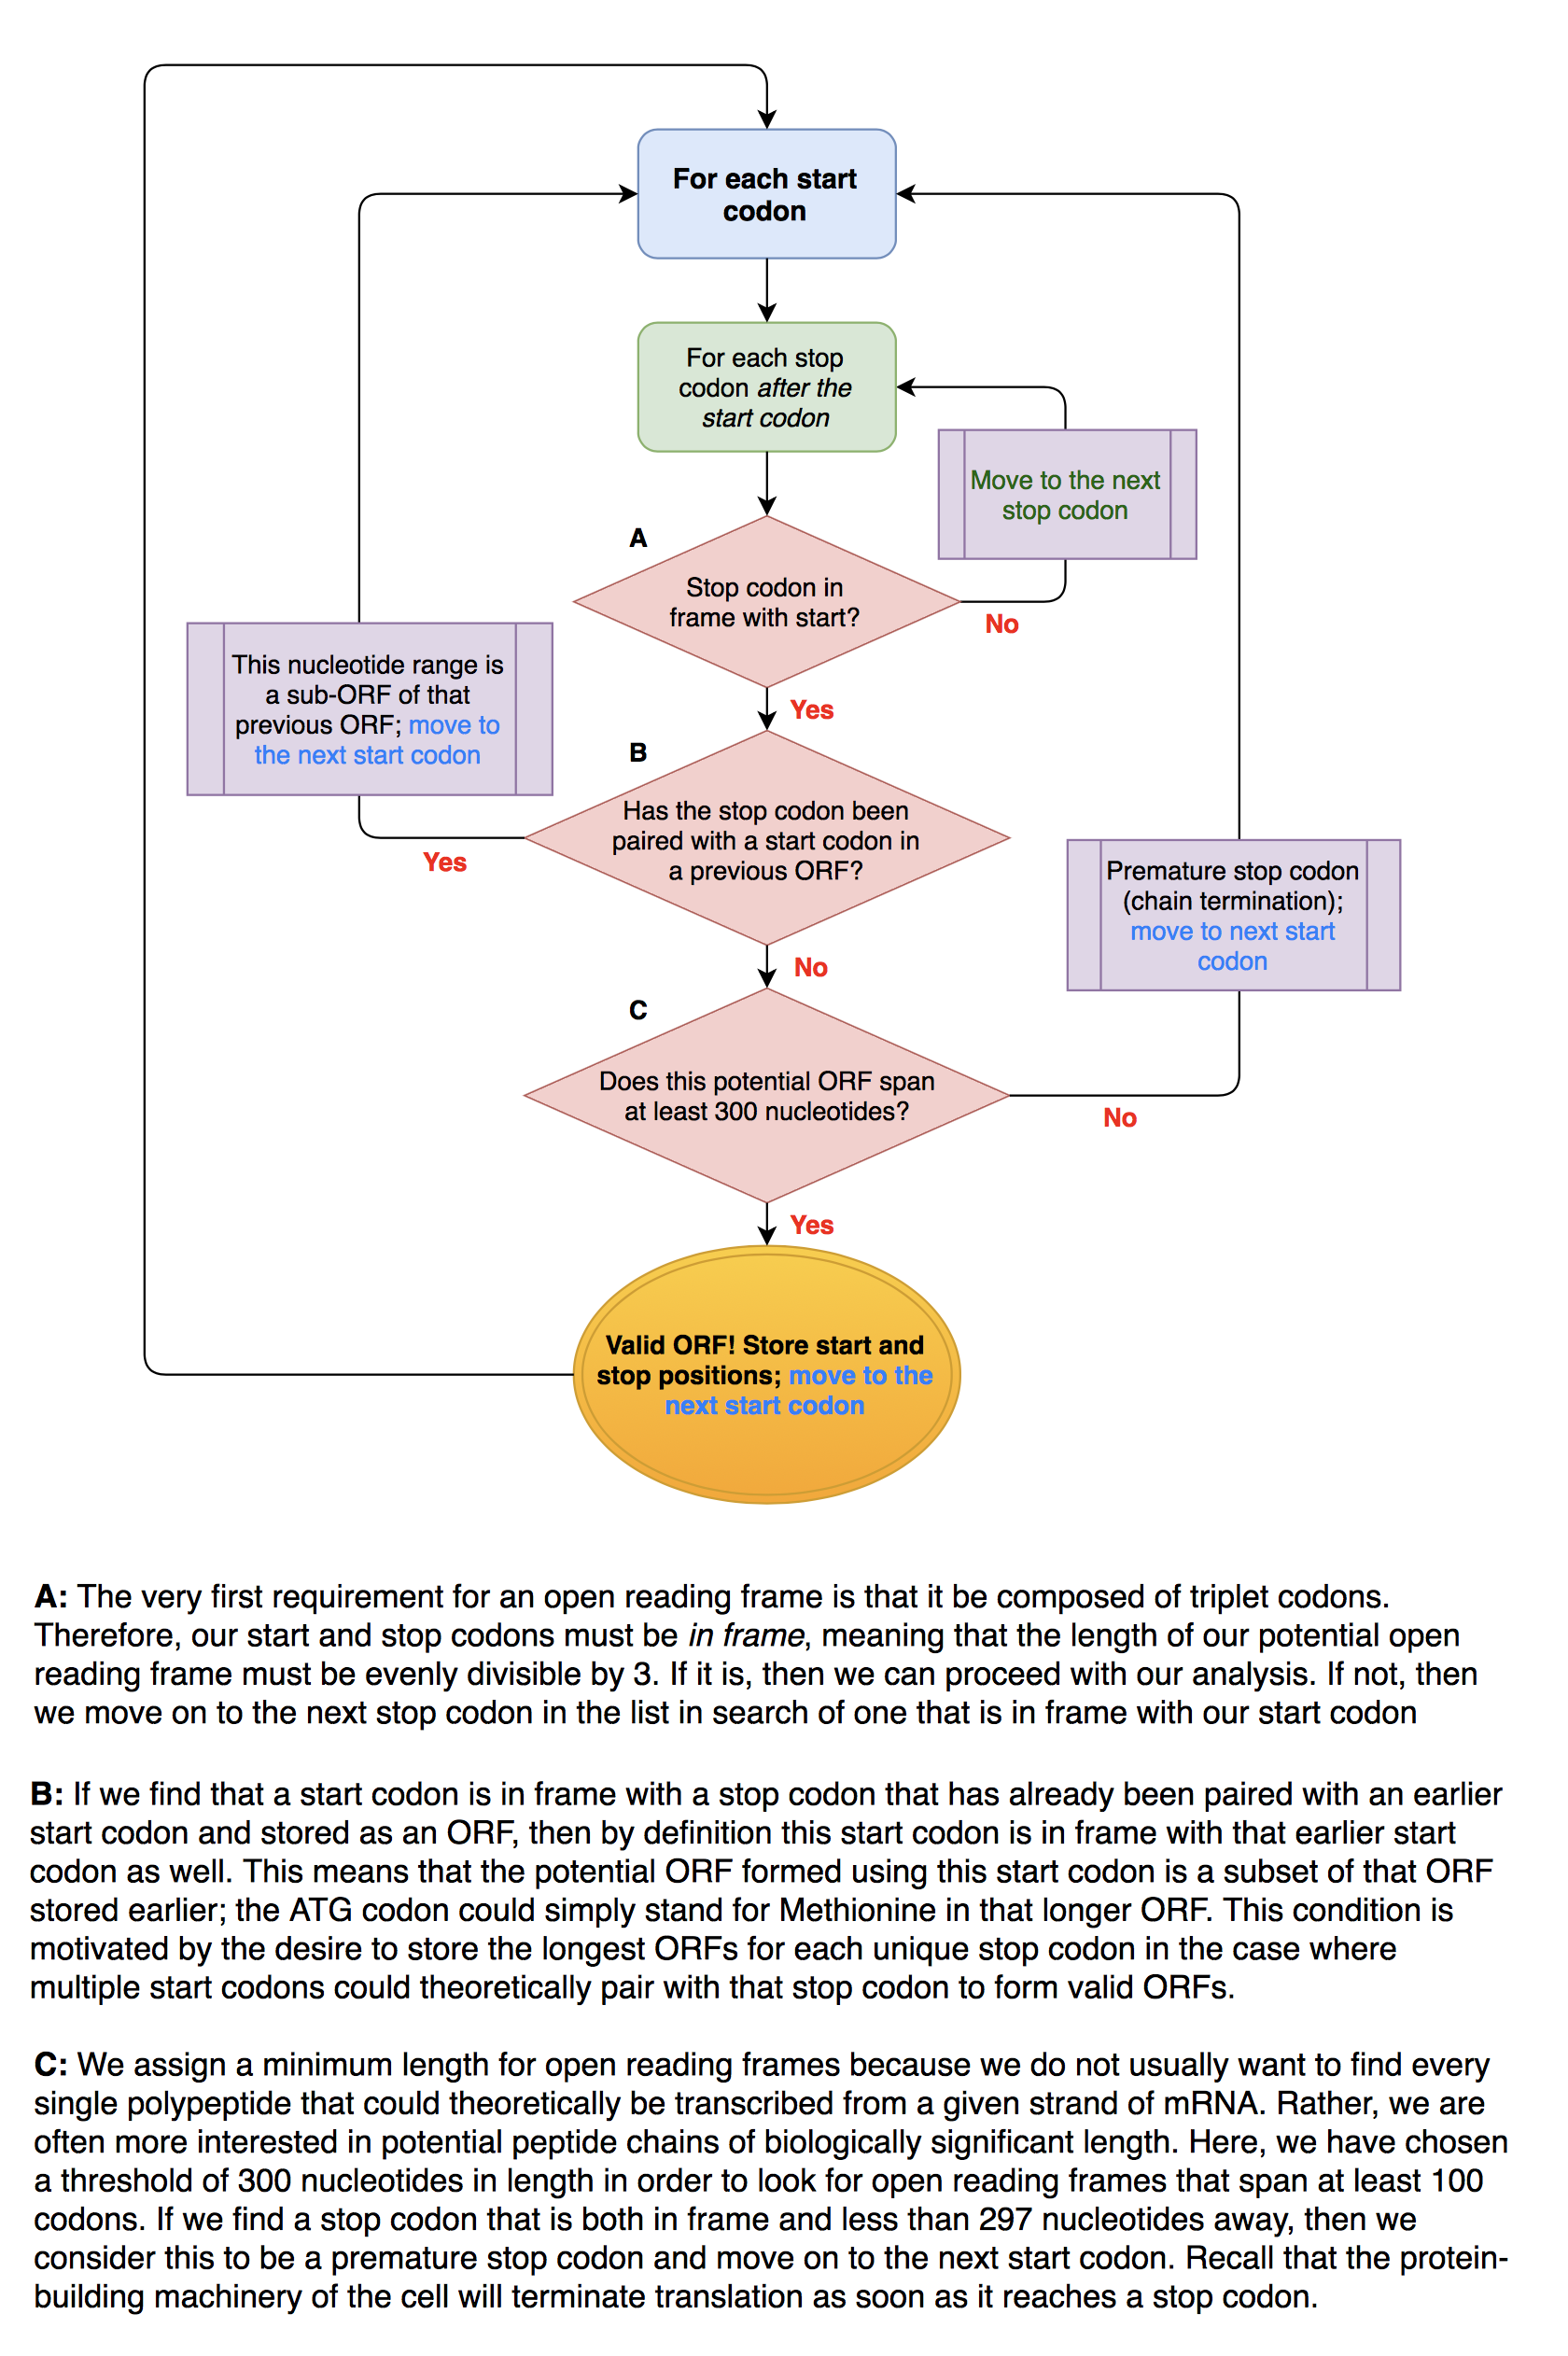 For each start
codon
For each stop
codon after the
start codon
Move to the next
stop codon
A
Stop codon in
frame with start?
No
This nucleotide range is
a sub-ORF of that
previous ORF; move to
the next start codon
Yes
B
Has the stop codon been
paired with a start codon in
a previous ORF?
Yes
Premature stop codon
(chain termination);
move to next start
codon
No
C
Does this potential ORF span
at least 300 nucleotides?
No
Yes
Valid ORF! Store start and
stop positions; move to the
next start codon
A: The very first requirement for an open reading frame is that it be composed of triplet codons.
Therefore, our start and stop codons must be in frame, meaning that the length of our potential open
reading frame must be evenly divisible by 3. If it is, then we can proceed with our analysis. If not, then
we move on to the next stop codon in the list in search of one that is in frame with our start codon
B: If we find that a start codon is in frame with a stop codon that has already been paired with an earlier
start codon and stored as an ORF, then by definition this start codon is in frame with that earlier start
codon as well. This means that the potential ORF formed using this start codon is a subset of that ORF
stored earlier; the ATG codon could simply stand for Methionine in that longer ORF. This condition is
motivated by the desire to store the longest ORFs for each unique stop codon in the case where
multiple start codons could theoretically pair with that stop codon to form valid ORFs.
C: We assign a minimum length for open reading frames because we do not usually want to find every
single polypeptide that could theoretically be transcribed from a given strand of mRNA. Rather, we are
often more interested in potential peptide chains of biologically significant length. Here, we have chosen
a threshold of 300 nucleotides in length in order to look for open reading frames that span at least 100
codons. If we find a stop codon that is both in frame and less than 297 nucleotides away, then we
consider this to be a premature stop codon and move on to the next start codon. Recall that the protein-
building machinery of the cell will terminate translation as soon as it reaches a stop codon.